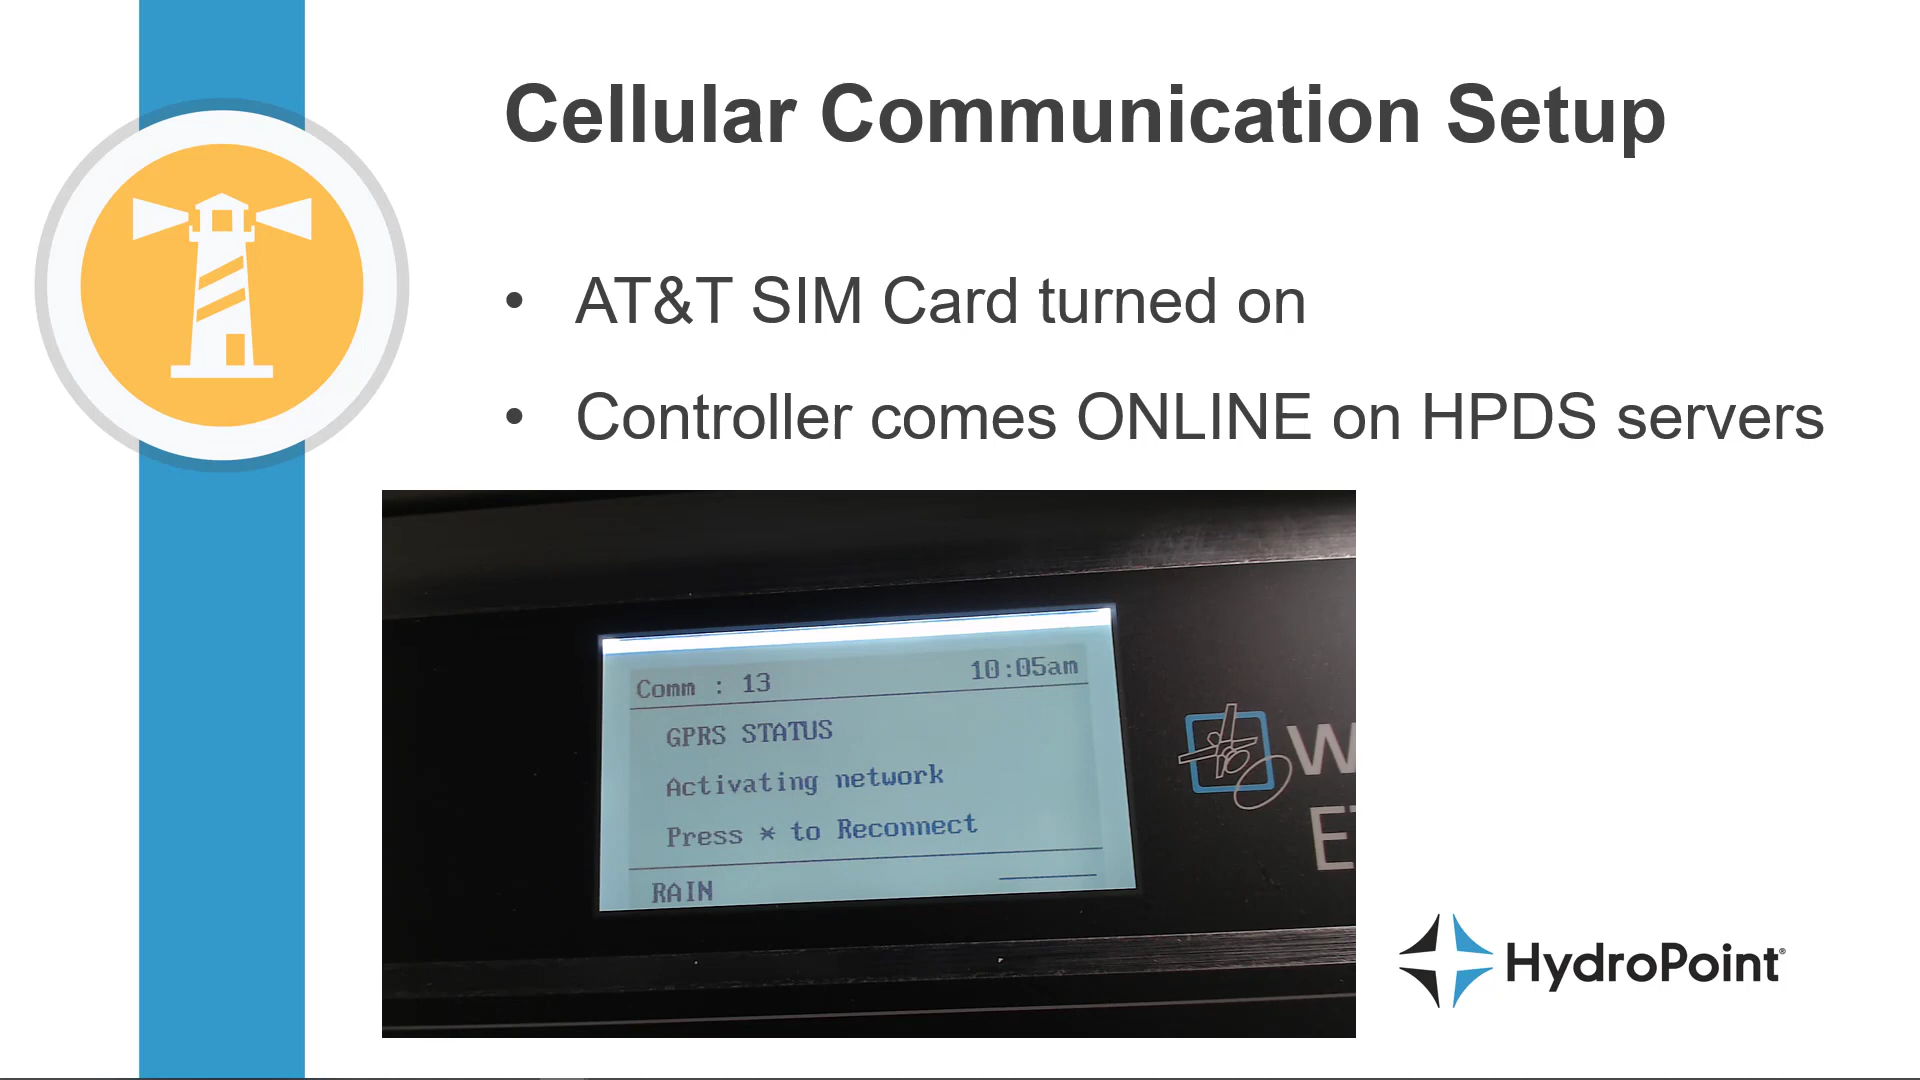 Cellular Communication Setup
• AT&T SIM Card turned on
• Controller comes ONLINE on HPDS servers
Comm : 13 10:05am
GPRS STATUS
Activating network
Press * to Reconnect
RAIN
W
HydroPoint®